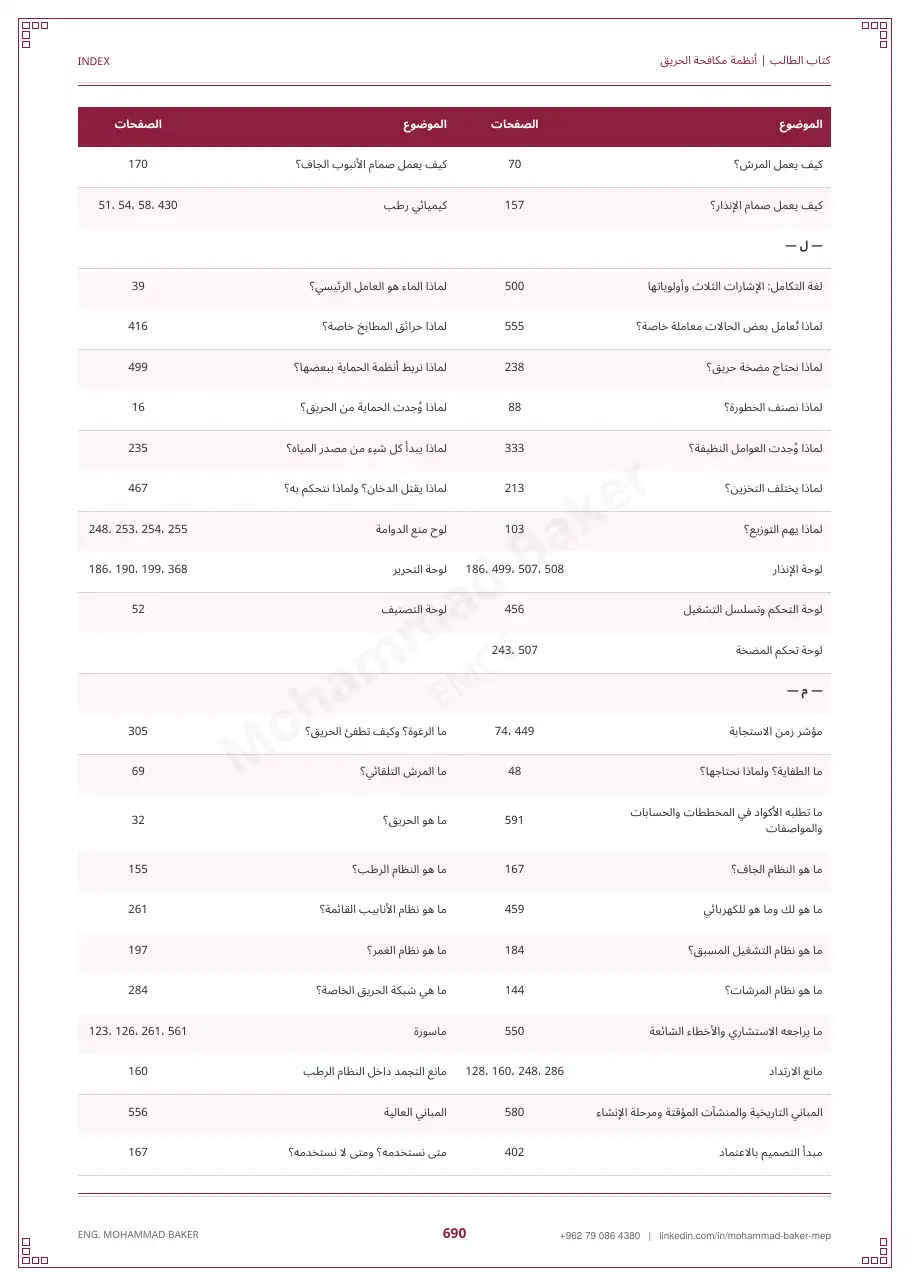 كتاب الطالب | أنظمة مكافحة الحريق INDEX
الموضوع الصفحات الموضوع الصفحات
كيف يعمل المرش؟ 70 كيف يعمل صمام الأنبوب الجاف؟ 170
كيف يعمل صمام الإنذار؟ 157 كيميائي رطب 51، 54، 58، 430
— ل —
لغة التكامل: الإشارات الثلاث وأولوياتها 500 لماذا الماء هو العامل الرئيسي؟ 39
لماذا تُعامل بعض الحالات معاملة خاصة؟ 555 لماذا حرائق المطابخ خاصة؟ 416
لماذا نحتاج مضخة حريق؟ 238 لماذا نربط أنظمة الحماية ببعضها؟ 499
لماذا نصنف الخطورة؟ 88 لماذا وُجدت الحماية من الحريق؟ 16
لماذا وُجدت العوامل النظيفة؟ 333 لماذا يبدأ كل شيء من مصدر المياه؟ 235
لماذا يختلف التخزين؟ 213 لماذا يقتل الدخان؟ ولماذا نتحكم به؟ 467
لماذا يهم التوزيع؟ 103 لوح منع الدوامة 248، 253، 254، 255
لوحة الإنذار 186، 499، 507، 508 لوحة التحرير 186، 190، 199، 368
لوحة التحكم وتسلسل التشغيل 456 لوحة التصنيف 52
لوحة تحكم المضخة 243، 507
— م —
مؤشر زمن الاستجابة 74، 449 ما الرغوة؟ وكيف تطفئ الحريق؟ 305
ما الطفاية؟ ولماذا نحتاجها؟ 48 ما المرش التلقائي؟ 69
ما تطلبه الأكواد في المخططات والحسابات
والمواصفات 591 ما هو الحريق؟ 32
ما هو النظام الجاف؟ 167 ما هو النظام الرطب؟ 155
ما هو لك وما هو للكهربائي 459 ما هو نظام الأنابيب القائمة؟ 261
ما هو نظام التشغيل المسبق؟ 184 ما هو نظام الغمر؟ 197
ما هو نظام المرشات؟ 144 ما هي شبكة الحريق الخاصة؟ 284
ما يراجعه الاستشاري والأخطاء الشائعة 550 ماسورة 123، 126، 261، 561
مانع الارتداد 128، 160، 248، 286 مانع التجمد داخل النظام الرطب 160
المباني التاريخية والمنشآت المؤقتة ومرحلة الإنشاء 580 المباني العالية 556
مبدأ التصميم بالاعتماد 402 متى نستخدمه؟ ومتى لا نستخدمه؟ 167
Mohammad Baker
ENG. MOHAMMAD BAKER 690 +962 79 086 4380 | linkedin.com/in/mohammad-baker-mep